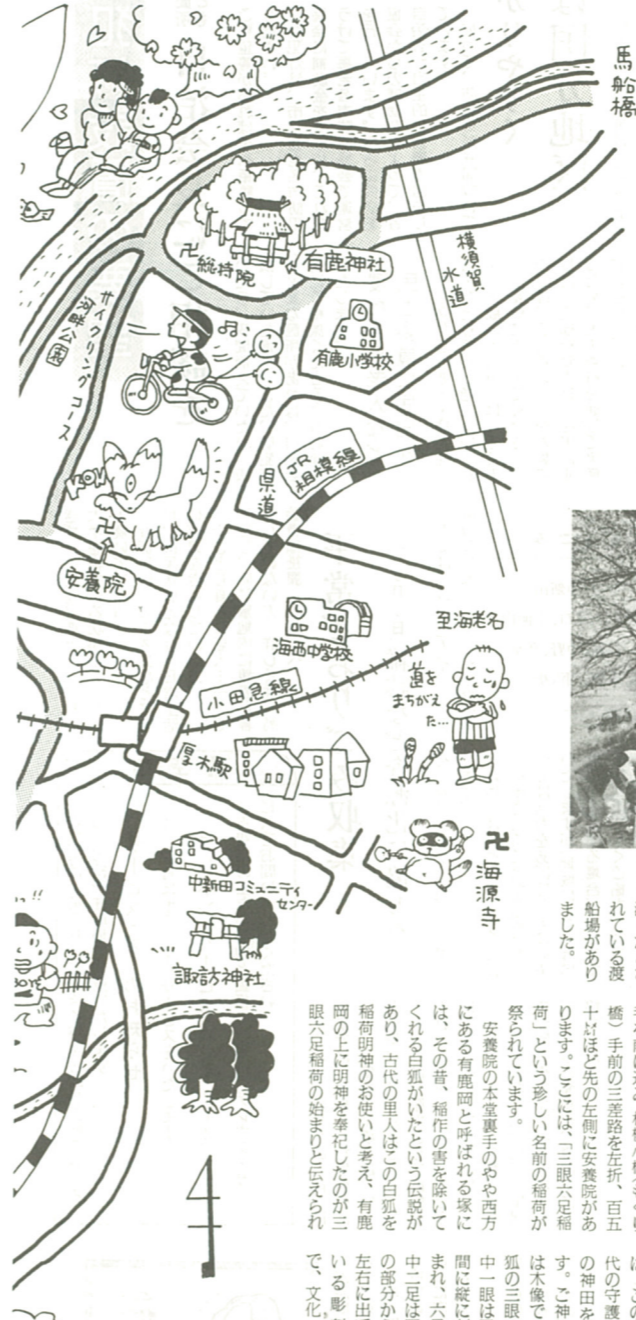 馬船橋
卍総持院
有鹿神社
横須賀
水道
有鹿小学校
サイクリングコース
河畔公園
JR
相模線
県道
卍
安養院
海西中学校
至海老名
小田急線
道を
まちがえ
た…
厚木駅
卍海源寺
中新田コミュニティ
センター
諏訪神社
れている渡
船場があり
ました。
橋）手前の三差路を左折、百五
十㍍ほど先の左側に安養院があ
ります。ここには、「三眼六足稲
荷」という珍しい名前の稲荷が
祭られています。
安養院の本堂裏手のやや西方
にある有鹿岡と呼ばれる塚に
は、その昔、稲作の害を除いて
くれる白狐がいたという伝説が
あり、古代の里人はこの白狐を
稲荷明神のお使いと考え、有鹿
岡の上に明神を奉祀したのが三
眼六足稲荷の始まりと伝えられ
代の守護
の神田を
す。ご神
は木像で
狐の三眼
中一眼は
間に縦に
まれ、六
中二足は
の部分か
左右に出
いる彫
で、文化